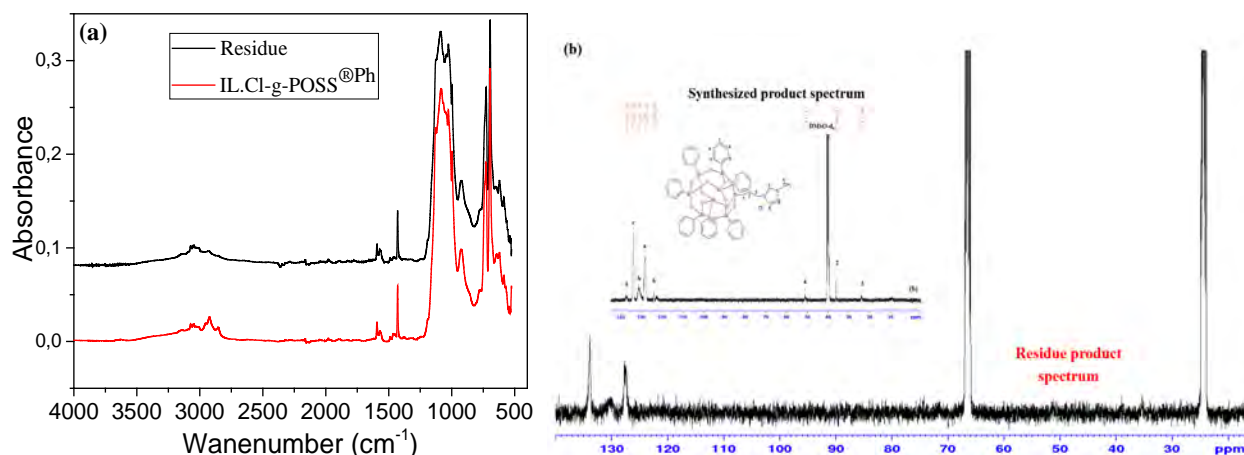 (a)
Residue
IL.Cl-g-POSS®Ph
0,3
0,2
0,1
0,0
Absorbance
4000 3500 3000 2500 2000 1500 1000 500
Wanenumber (cm-1)
(b)
Synthesized product spectrum
Residue product
spectrum
130 120 110 100 90 80 70 60 50 40 30 ppm